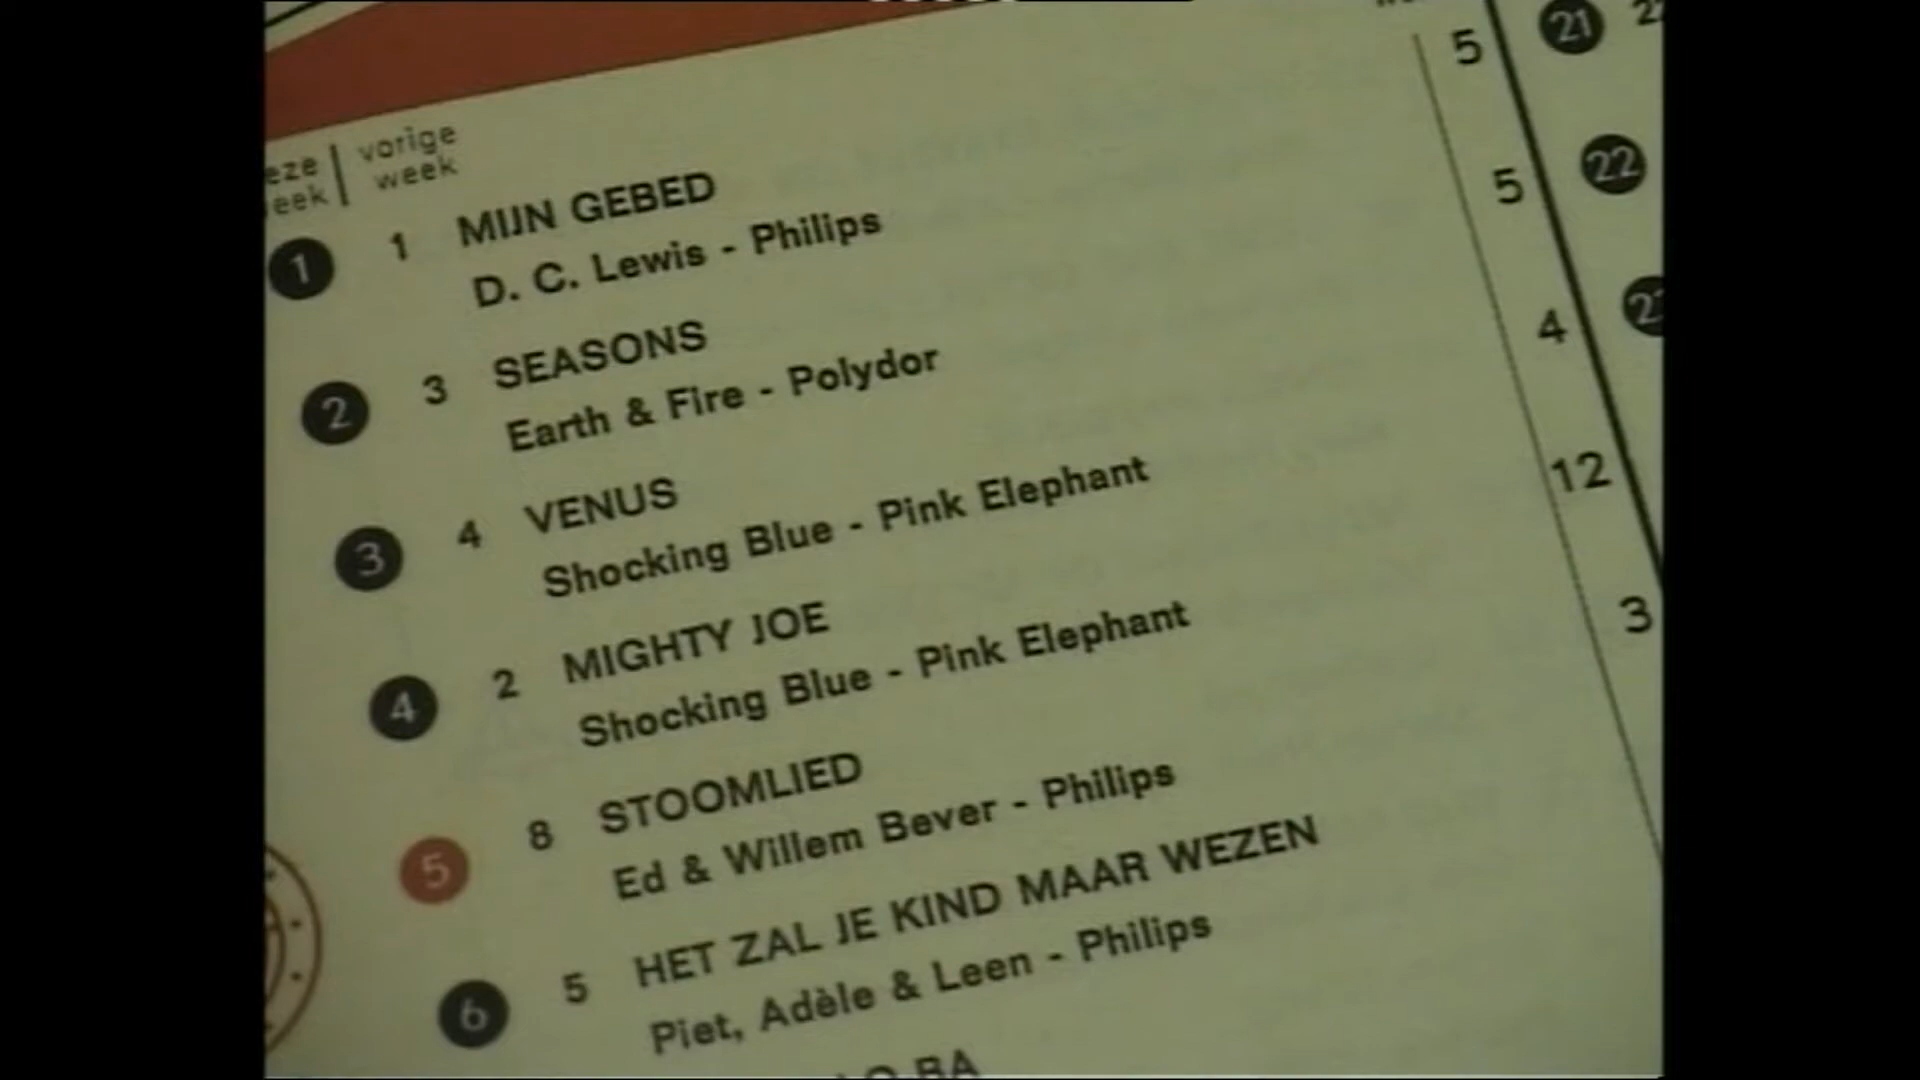 eze | vorige
eek | week
1 1 MIJN GEBED 5
D. C. Lewis - Philips
2 3 SEASONS 5
Earth & Fire - Polydor
3 4 VENUS 4
Shocking Blue - Pink Elephant
4 2 MIGHTY JOE 12
Shocking Blue - Pink Elephant
5 8 STOOMLIED 3
Ed & Willem Bever - Philips
6 5 HET ZAL JE KIND MAAR WEZEN
Piet, Adèle & Leen - Philips
21
22